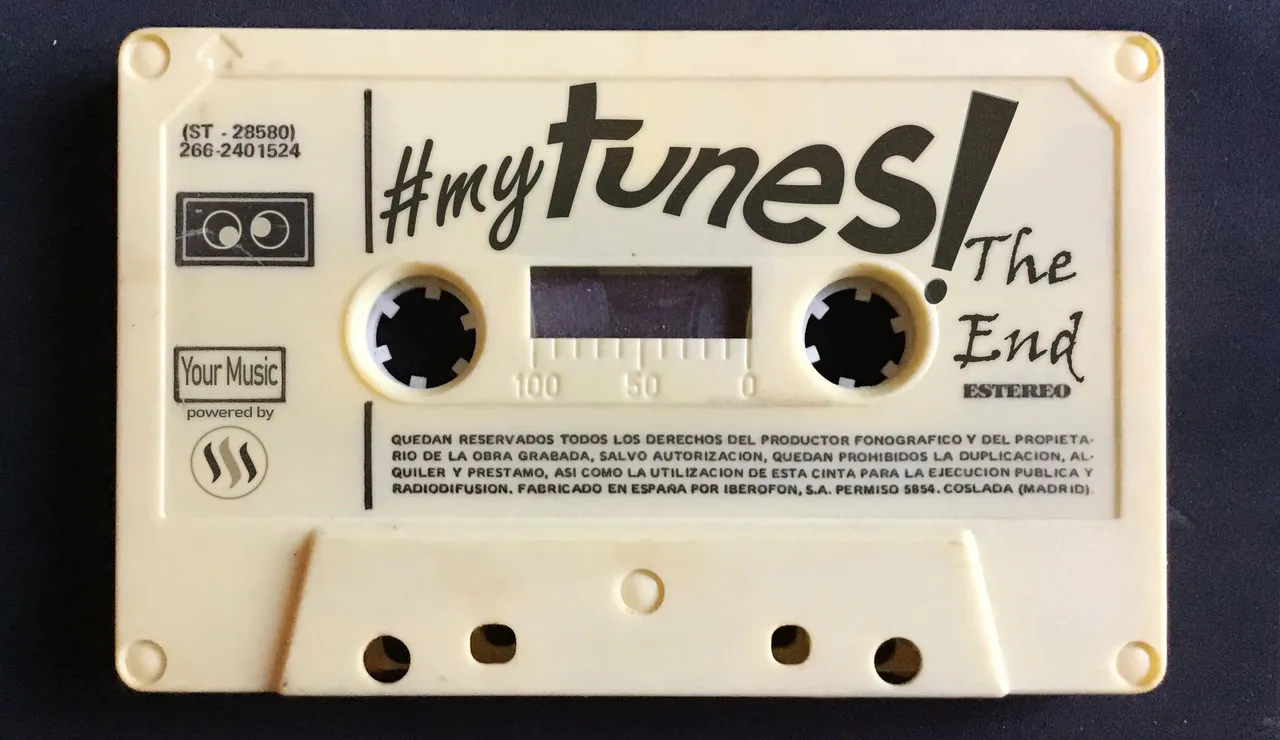 (ST - 28580)
266-2401524
#mytunes!
The
End
ESTEREO
100 50 0
Your Music
powered by
QUEDAN RESERVADOS TODOS LOS DERECHOS DEL PRODUCTOR FONOGRAFICO Y DEL PROPIETA-
RIO DE LA OBRA GRABADA, SALVO AUTORIZACION, QUEDAN PROHIBIDOS LA DUPLICACION, AL-
QUILER Y PRESTAMO, ASI COMO LA UTILIZACION DE ESTA CINTA PARA LA EJECUCION PUBLICA Y
RADIODIFUSION. FABRICADO EN ESPAÑA POR IBEROFON, S.A. PERMISO 5854. COSLADA (MADRID).